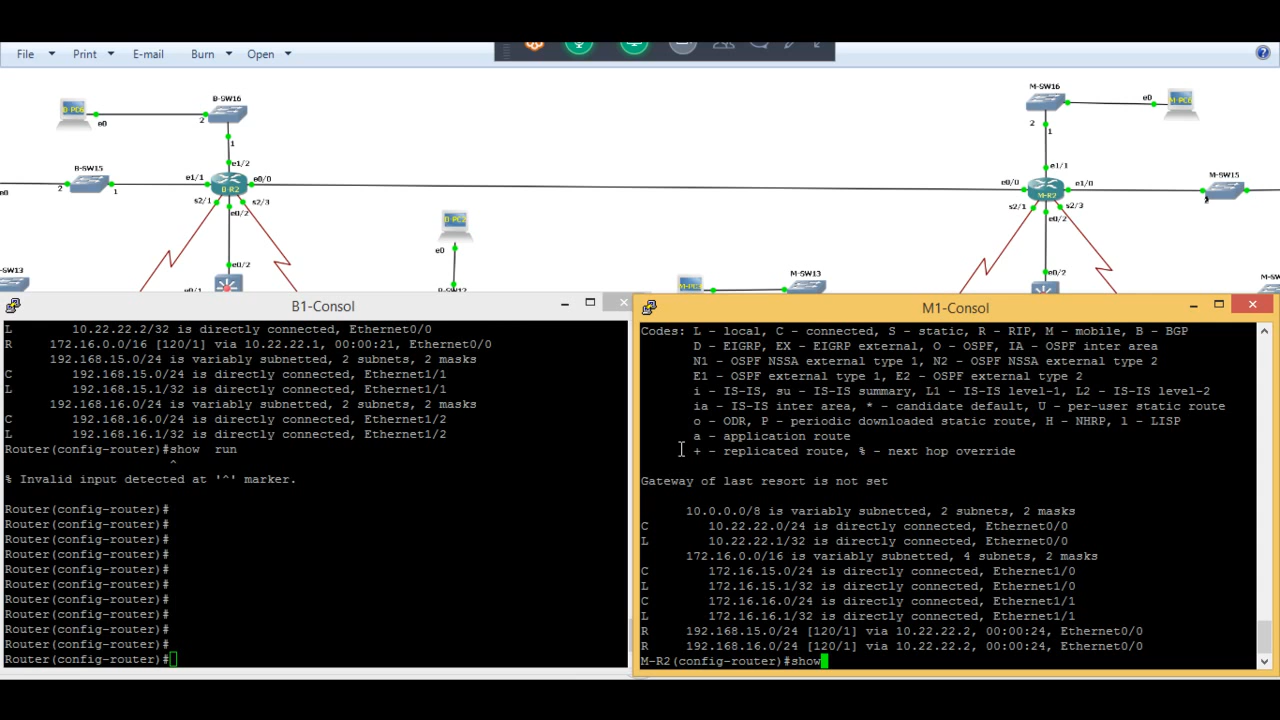 File Print E-mail Burn Open
B-SW16
M-SW16
D-PC6
e0
2
1
e0
M-PC6
2
1
B-SW15
e1/2
e1/1
e0/0
2
1
D-R2
s2/1
s2/3
e0/2
e1/1
e0/0
e1/0
M-SW15
M-R2
s2/1
s2/3
e0/2
e0
e0/2
e0/2
-SW13
M-SW13
B1-Consol
L 10.22.22.2/32 is directly connected, Ethernet0/0
R 172.16.0.0/16 [120/1] via 10.22.22.1, 00:00:21, Ethernet0/0
192.168.15.0/24 is variably subnetted, 2 subnets, 2 masks
C 192.168.15.0/24 is directly connected, Ethernet1/1
L 192.168.15.1/32 is directly connected, Ethernet1/1
192.168.16.0/24 is variably subnetted, 2 subnets, 2 masks
C 192.168.16.0/24 is directly connected, Ethernet1/2
L 192.168.16.1/32 is directly connected, Ethernet1/2
Router(config-router)#show run
^
% Invalid input detected at '^' marker.
Router(config-router)#
Router(config-router)#
Router(config-router)#
Router(config-router)#
Router(config-router)#
Router(config-router)#
Router(config-router)#
Router(config-router)#
Router(config-router)#
Router(config-router)#
Router(config-router)#
M1-Consol
Codes: L - local, C - connected, S - static, R - RIP, M - mobile, B - BGP
D - EIGRP, EX - EIGRP external, O - OSPF, IA - OSPF inter area
N1 - OSPF NSSA external type 1, N2 - OSPF NSSA external type 2
E1 - OSPF external type 1, E2 - OSPF external type 2
i - IS-IS, su - IS-IS summary, L1 - IS-IS level-1, L2 - IS-IS level-2
ia - IS-IS inter area, * - candidate default, U - per-user static route
o - ODR, P - periodic downloaded static route, H - NHRP, l - LISP
a - application route
+ - replicated route, % - next hop override
Gateway of last resort is not set
10.0.0.0/8 is variably subnetted, 2 subnets, 2 masks
C 10.22.22.0/24 is directly connected, Ethernet0/0
L 10.22.22.1/32 is directly connected, Ethernet0/0
172.16.0.0/16 is variably subnetted, 4 subnets, 2 masks
C 172.16.15.0/24 is directly connected, Ethernet1/0
L 172.16.15.1/32 is directly connected, Ethernet1/0
C 172.16.16.0/24 is directly connected, Ethernet1/1
L 172.16.16.1/32 is directly connected, Ethernet1/1
R 192.168.15.0/24 [120/1] via 10.22.22.2, 00:00:24, Ethernet0/0
R 192.168.16.0/24 [120/1] via 10.22.22.2, 00:00:24, Ethernet0/0
M-R2(config-router)#show